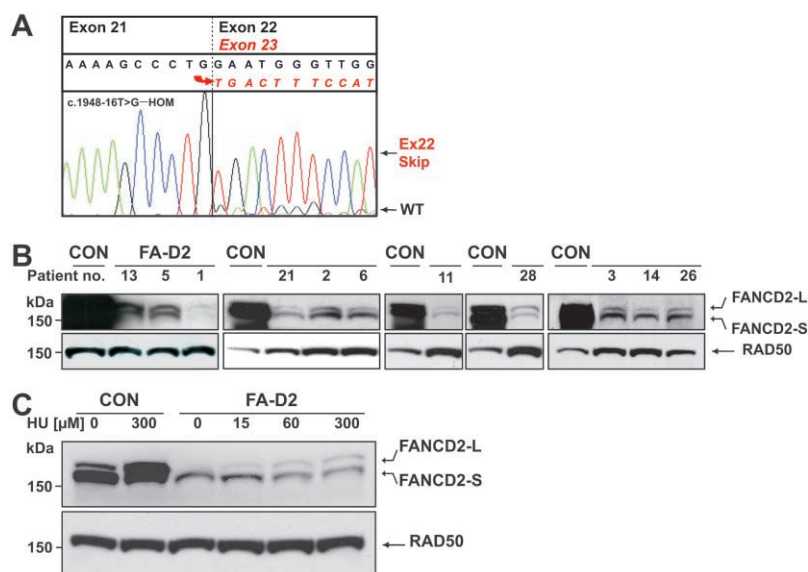 A
Exon 21 Exon 22
Exon 23
A A A A G C C C T G G A A T G G G T T G G
T G A C T T T C C A T
c.1948-16T>G–HOM
Ex22
Skip
WT
B
CON FA-D2 CON CON CON CON
Patient no. 13 5 1 21 2 6 11 28 3 14 26
kDa
150
FANCD2-L
FANCD2-S
150
RAD50
C
CON FA-D2
HU [µM] 0 300 0 15 60 300
kDa
150
FANCD2-L
FANCD2-S
150
RAD50